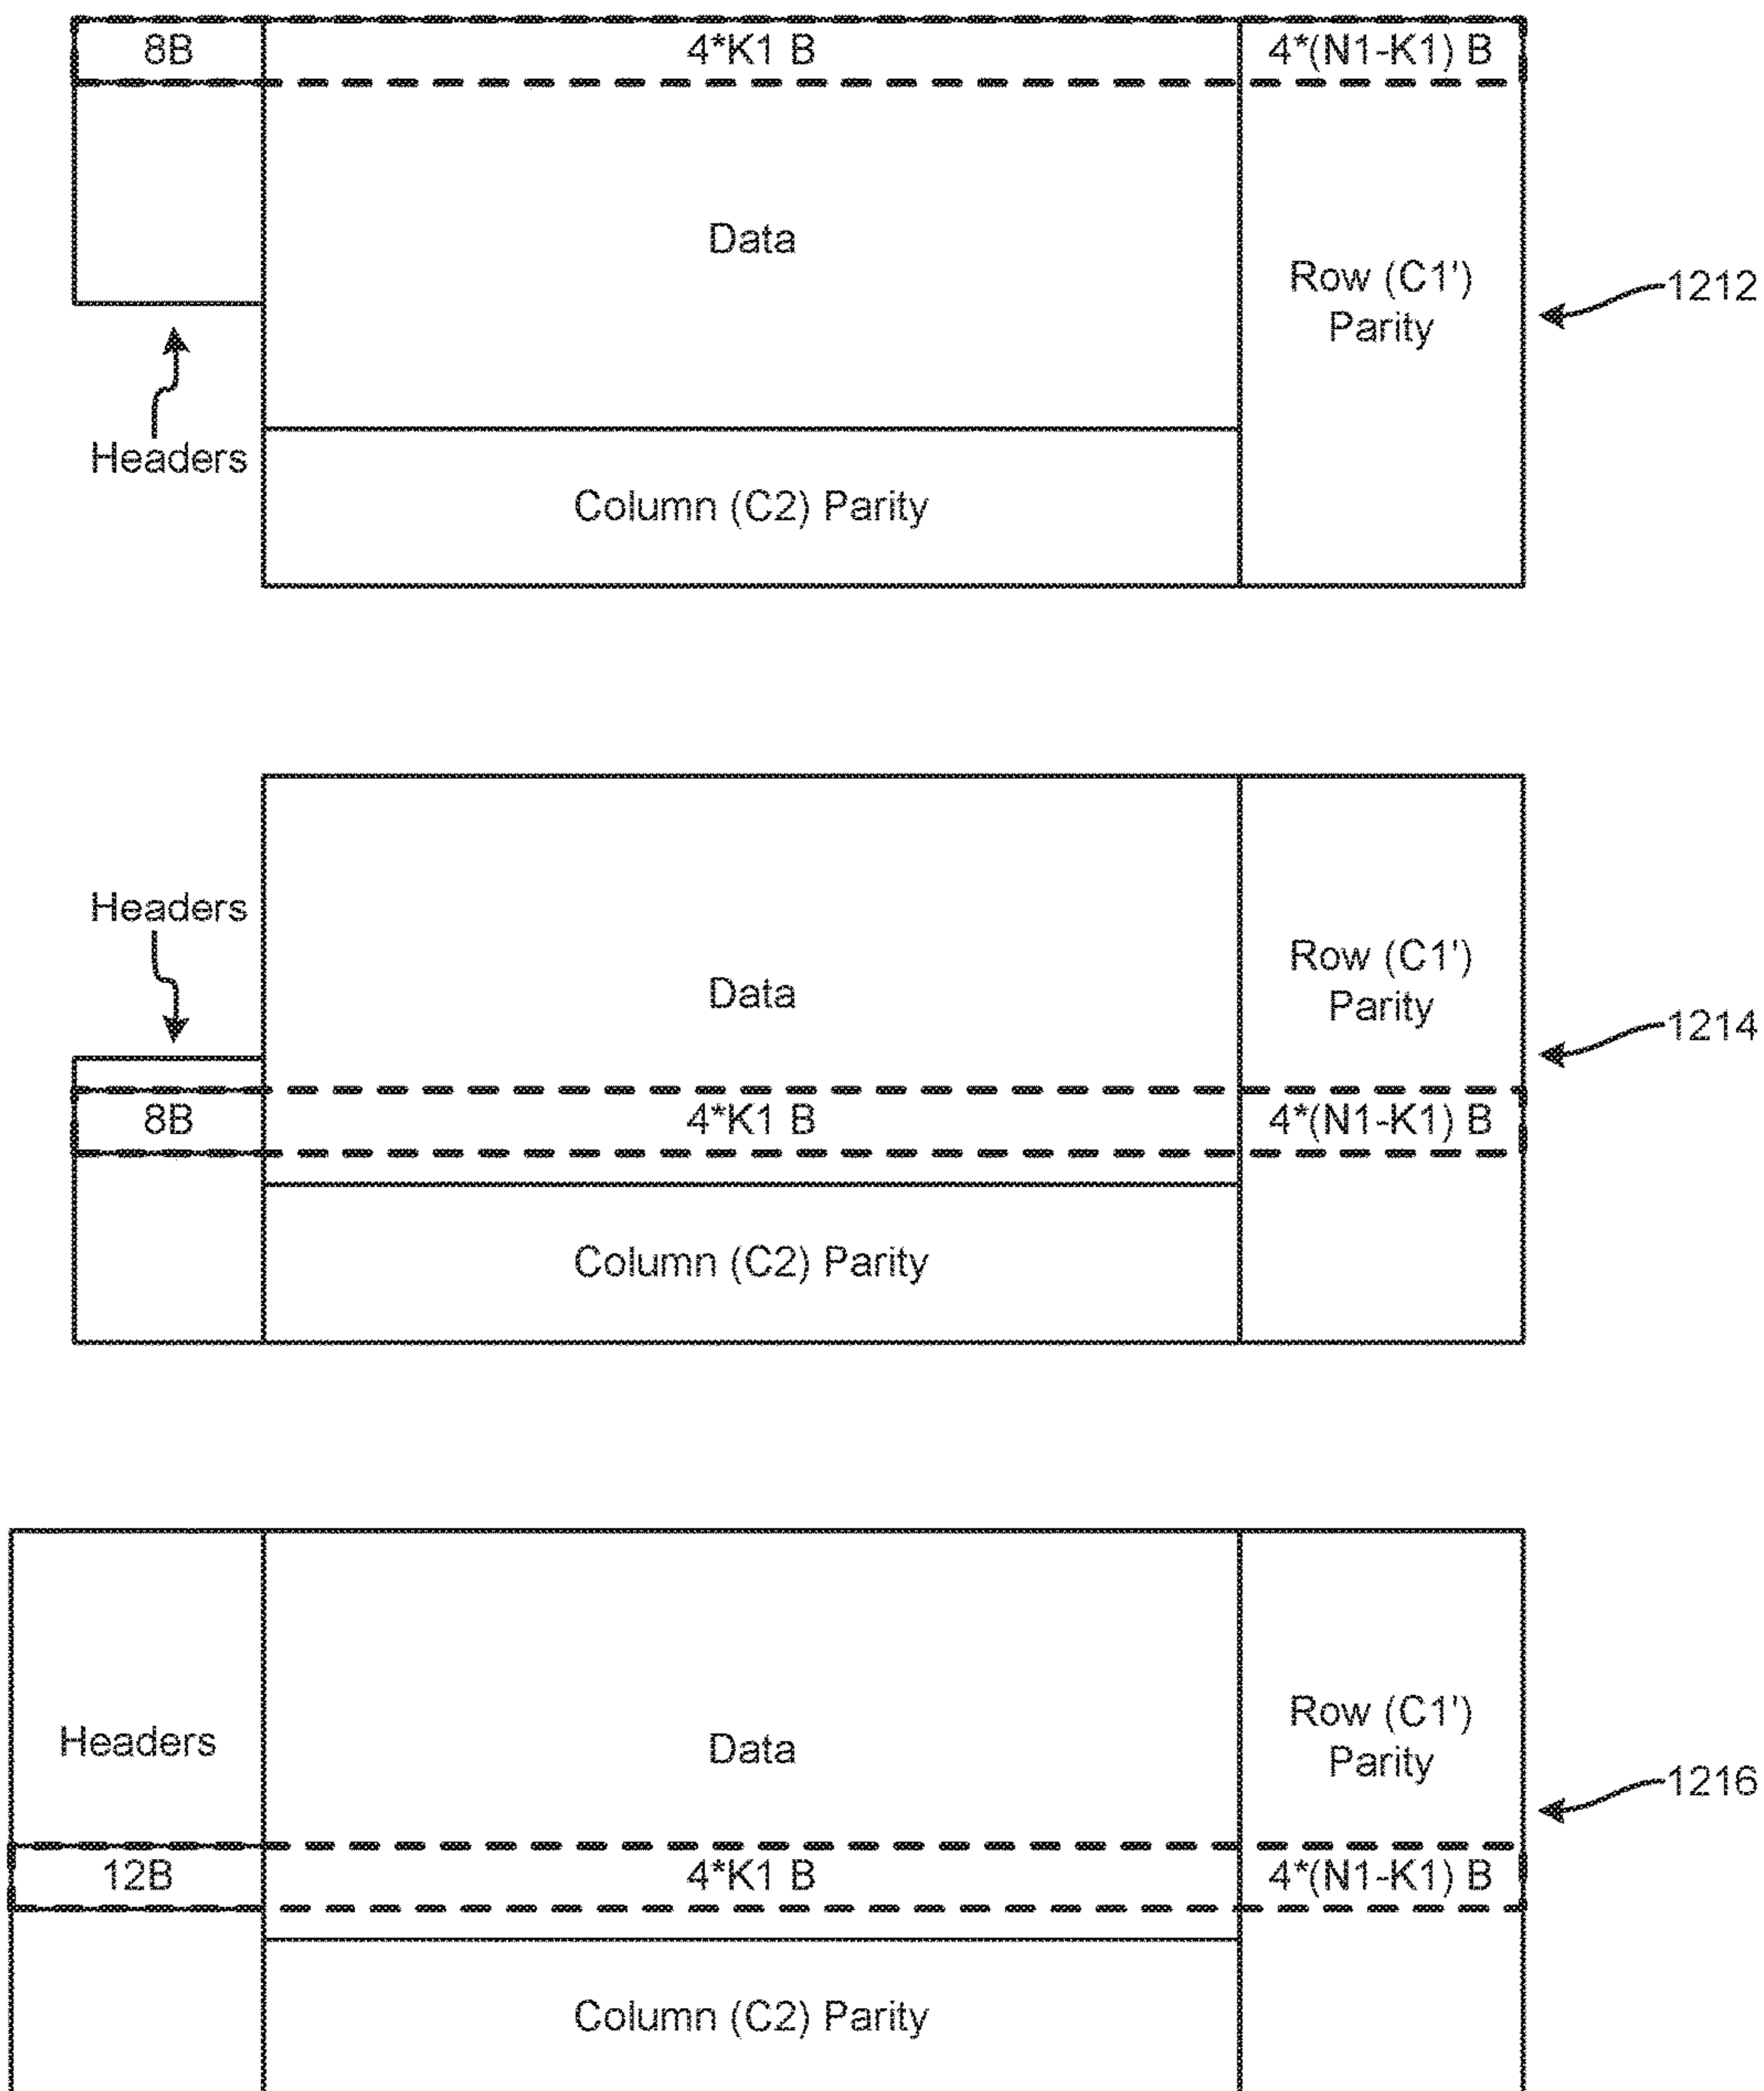 8B 4*K1 B 4*(N1-K1) B
Data
Row (C1')
Parity
1212
Headers
Column (C2) Parity
Headers
Data
Row (C1')
Parity
1214
8B 4*K1 B 4*(N1-K1) B
Column (C2) Parity
Headers
Data
Row (C1')
Parity
1216
12B 4*K1 B 4*(N1-K1) B
Column (C2) Parity